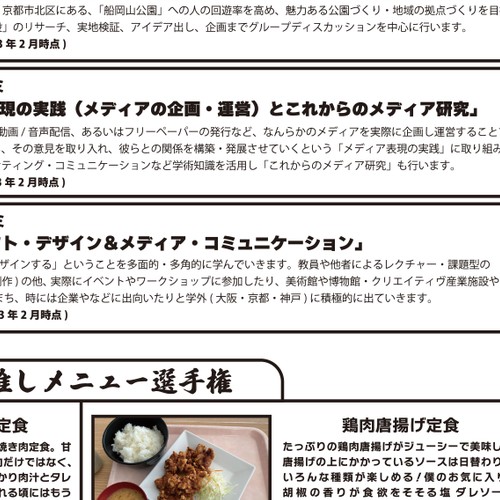 京都市北区にある、「船岡山公園」への人の回遊率を高め、魅力ある公園づくり・地域の拠点づくりを目
のリサーチ、実地検証、アイデア出し、企画までグループディスカッションを中心に行います。
年2月時点)
現の実践（メディアの企画・運営）とこれからのメディア研究」
動画/音声配信、あるいはフリーペーパーの発行など、なんらかのメディアを実際に企画し運営すること
、その意見を取り入れ、彼らとの関係を構築・発展させていくという「メディア表現の実践」に取り組み
ティング・コミュニケーションなど学術知識を活用し「これからのメディア研究」も行います。
3年2月時点)
ト・デザイン&メディア・コミュニケーション」
ザインする」ということを多面的・多角的に学んでいきます。教員や他者によるレクチャー・課題型の
制作)の他、実際にイベントやワークショップに参加したり、美術館や博物館・クリエイティヴ産業施設や
まち、時には企業やなどに出向いたりと学外(大阪・京都・神戸)に積極的に出ていきます。
3年2月時点)
推しメニュー選手権
定食
焼き肉定食。甘
肉だけではなく、
かり肉汁とタレ
れる頃にはもう
鶏肉唐揚げ定食
たっぷりの鶏肉唐揚げがジューシーで美味し
唐揚げの上にかかっているソースは日替わり
いろんな種類が楽しめる！僕のお気に入り
胡椒の香りが食欲をそそる塩ダレソー